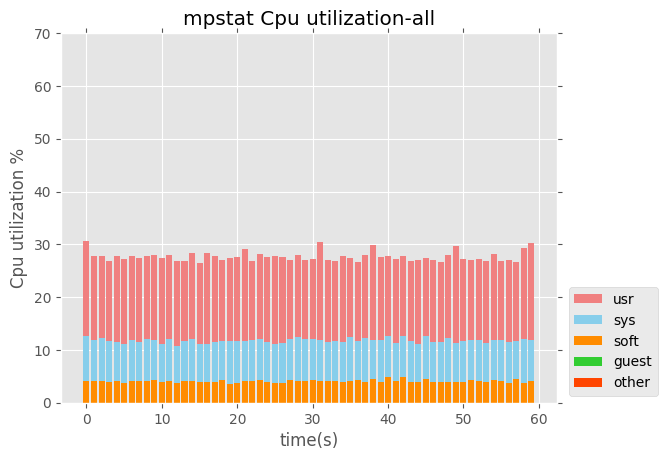 mpstat Cpu utilization-all
Cpu utilization %
70
60
50
40
30
20
10
0
0 10 20 30 40 50 60
time(s)
usr
sys
soft
guest
other